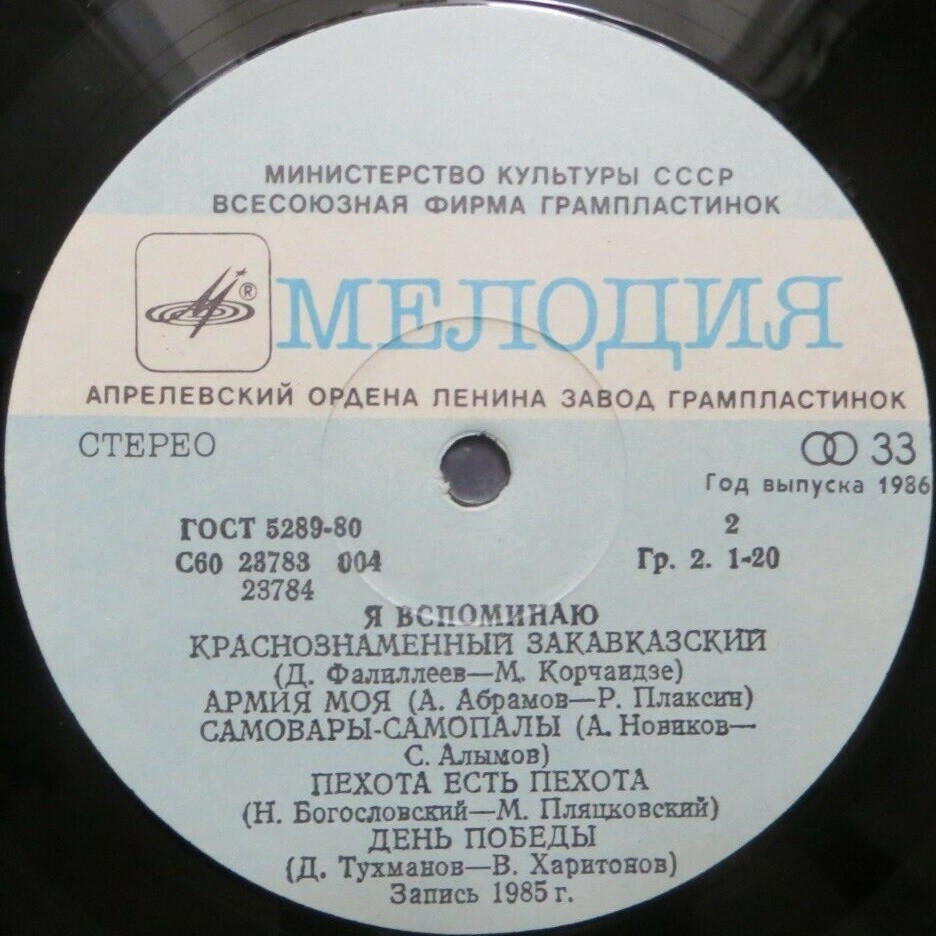 МИНИСТЕРСТВО КУЛЬТУРЫ СССР
ВСЕСОЮЗНАЯ ФИРМА ГРАМПЛАСТИНОК
® МЕЛОДИЯ
АПРЕЛЕВСКИЙ ОРДЕНА ЛЕНИНА ЗАВОД ГРАМПЛАСТИНОК
СТЕРЕО 33
Год выпуска 1986
ГОСТ 5289-80 2
С60 23783 004 Гр. 2. 1-20
23784
Я ВСПОМИНАЮ
КРАСНОЗНАМЕННЫЙ ЗАКАВКАЗСКИЙ
(Д. Фалиллеев—М. Корчаидзе)
АРМИЯ МОЯ (А. Абрамов—Р. Плаксин)
САМОВАРЫ-САМОПАЛЫ (А. Новиков—
С. Алымов)
ПЕХОТА ЕСТЬ ПЕХОТА
(Н. Богословский—М. Пляцковский)
ДЕНЬ ПОБЕДЫ
(Д. Тухманов—В. Харитонов)
Запись 1985 г.